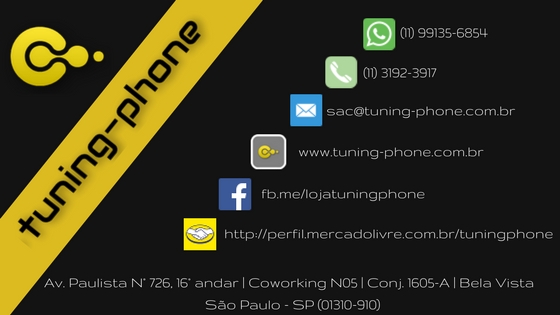 tuning-phone
(11) 99135-6854
(11) 3192-3917
sac@tuning-phone.com.br
www.tuning-phone.com.br
fb.me/lojatuningphone
http://perfil.mercadolivre.com.br/tuningphone
Av. Paulista N° 726, 16° andar | Coworking N05 | Conj. 1605-A | Bela Vista
São Paulo - SP (01310-910)